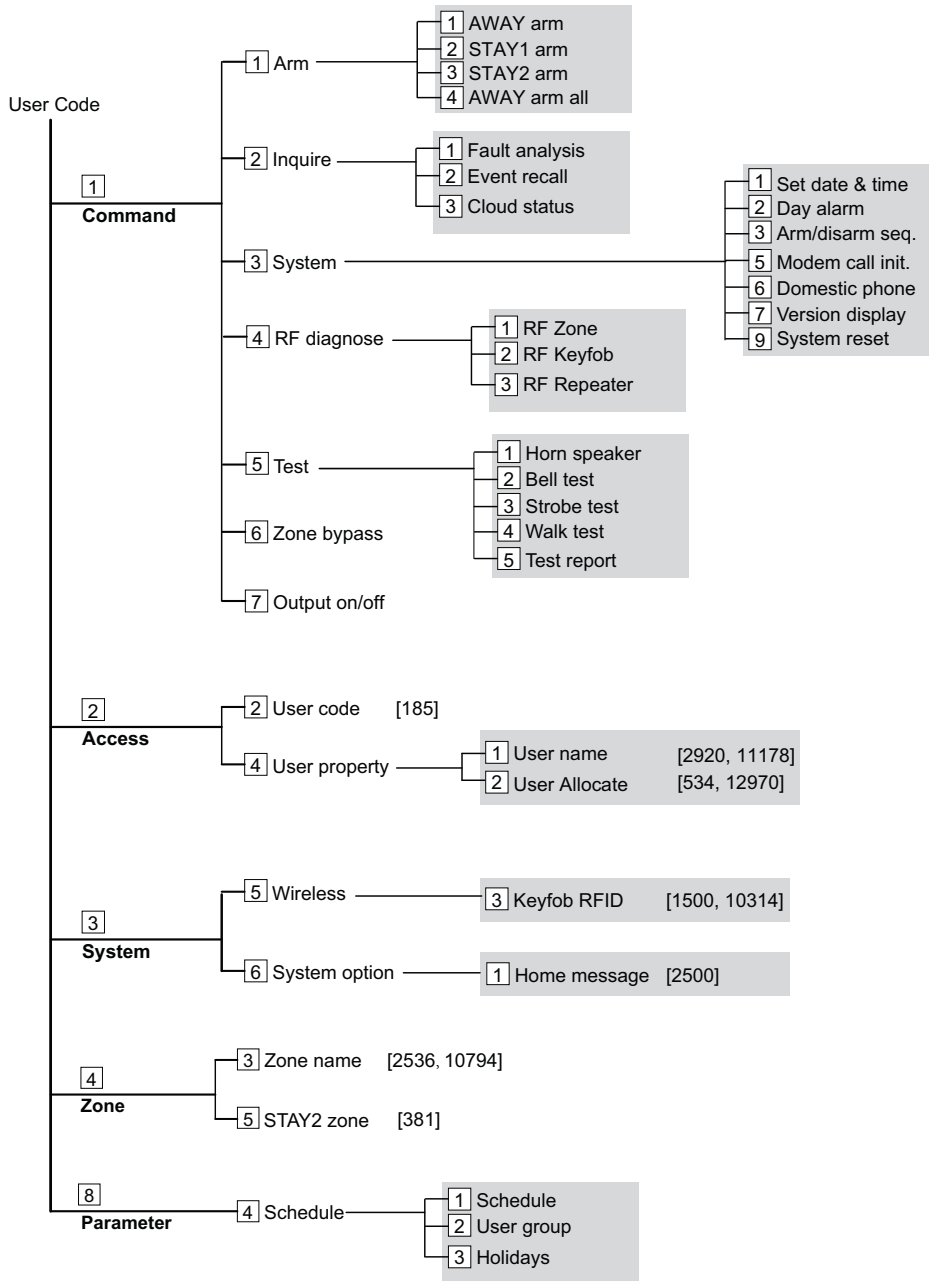 User Code
1
Command
1 Arm
1 AWAY arm
2 STAY1 arm
3 STAY2 arm
4 AWAY arm all
2 Inquire
1 Fault analysis
2 Event recall
3 Cloud status
3 System
1 Set date & time
2 Day alarm
3 Arm/disarm seq.
5 Modem call init.
6 Domestic phone
7 Version display
9 System reset
4 RF diagnose
1 RF Zone
2 RF Keyfob
3 RF Repeater
5 Test
1 Horn speaker
2 Bell test
3 Strobe test
4 Walk test
5 Test report
6 Zone bypass
7 Output on/off
2
Access
2 User code [185]
4 User property
1 User name [2920, 11178]
2 User Allocate [534, 12970]
3
System
5 Wireless
3 Keyfob RFID [1500, 10314]
6 System option
1 Home message [2500]
4
Zone
3 Zone name [2536, 10794]
5 STAY2 zone [381]
8
Parameter
4 Schedule
1 Schedule
2 User group
3 Holidays